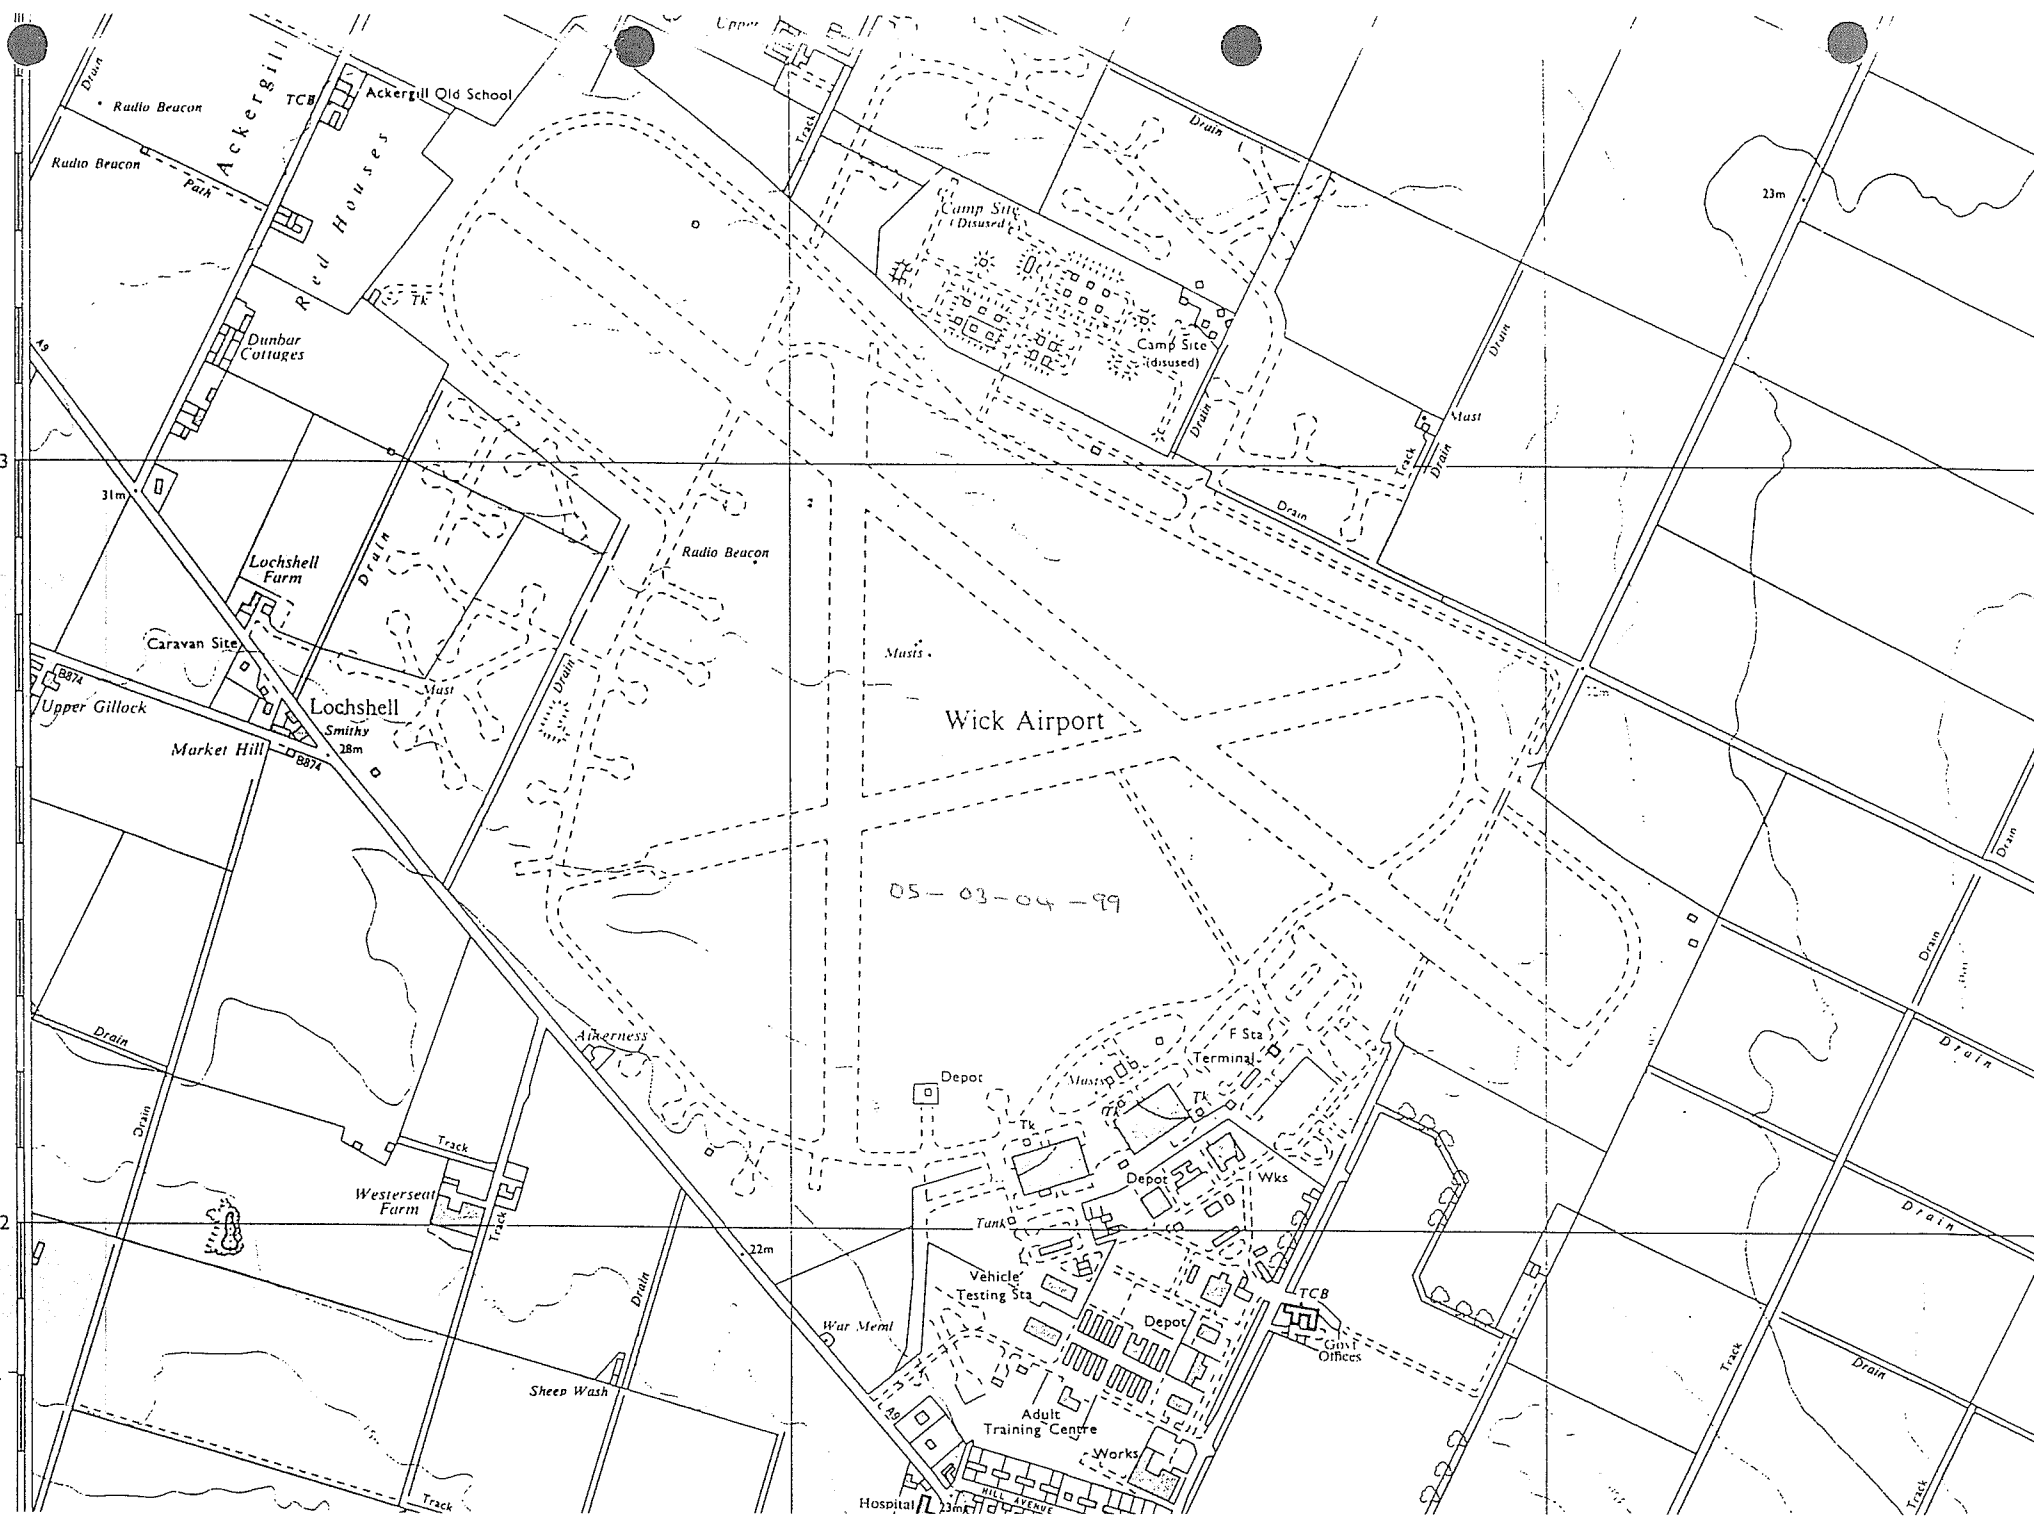 Upper
Drain
Radio Beacon
Ackergill
TCB
Ackergill Old School
Track
Drain
Radio Beacon
Path
Red Houses
Camp Site
(Disused)
23m
Tk
A9
Dunbar
Cottages
Camp Site
(disused)
Drain
Drain
Mast
3
Track
Drain
31m
Drain
Drain
Radio Beacon
Lochshell
Farm
Caravan Site
Masts
Drain
B874
Mast
Upper Gillock
Lochshell
Smithy
28m
Market Hill
B874
Wick Airport
Drain
05-03-04-99
Drain
Drain
Drain
Aikerness
F Sta
Terminal
Depot
Masts
Tk
Tk
Tk
Drain
Track
Depot
Wks
Westerseat
Farm
Track
Tank
Drain
2
22m
Drain
Vehicle
Testing Sta
TCB
War Meml
Depot
Govt
Offices
Track
Drain
Sheep Wash
A9
Adult
Training Centre
Works
Track
Hospital
23m
HILL AVENUE
Track